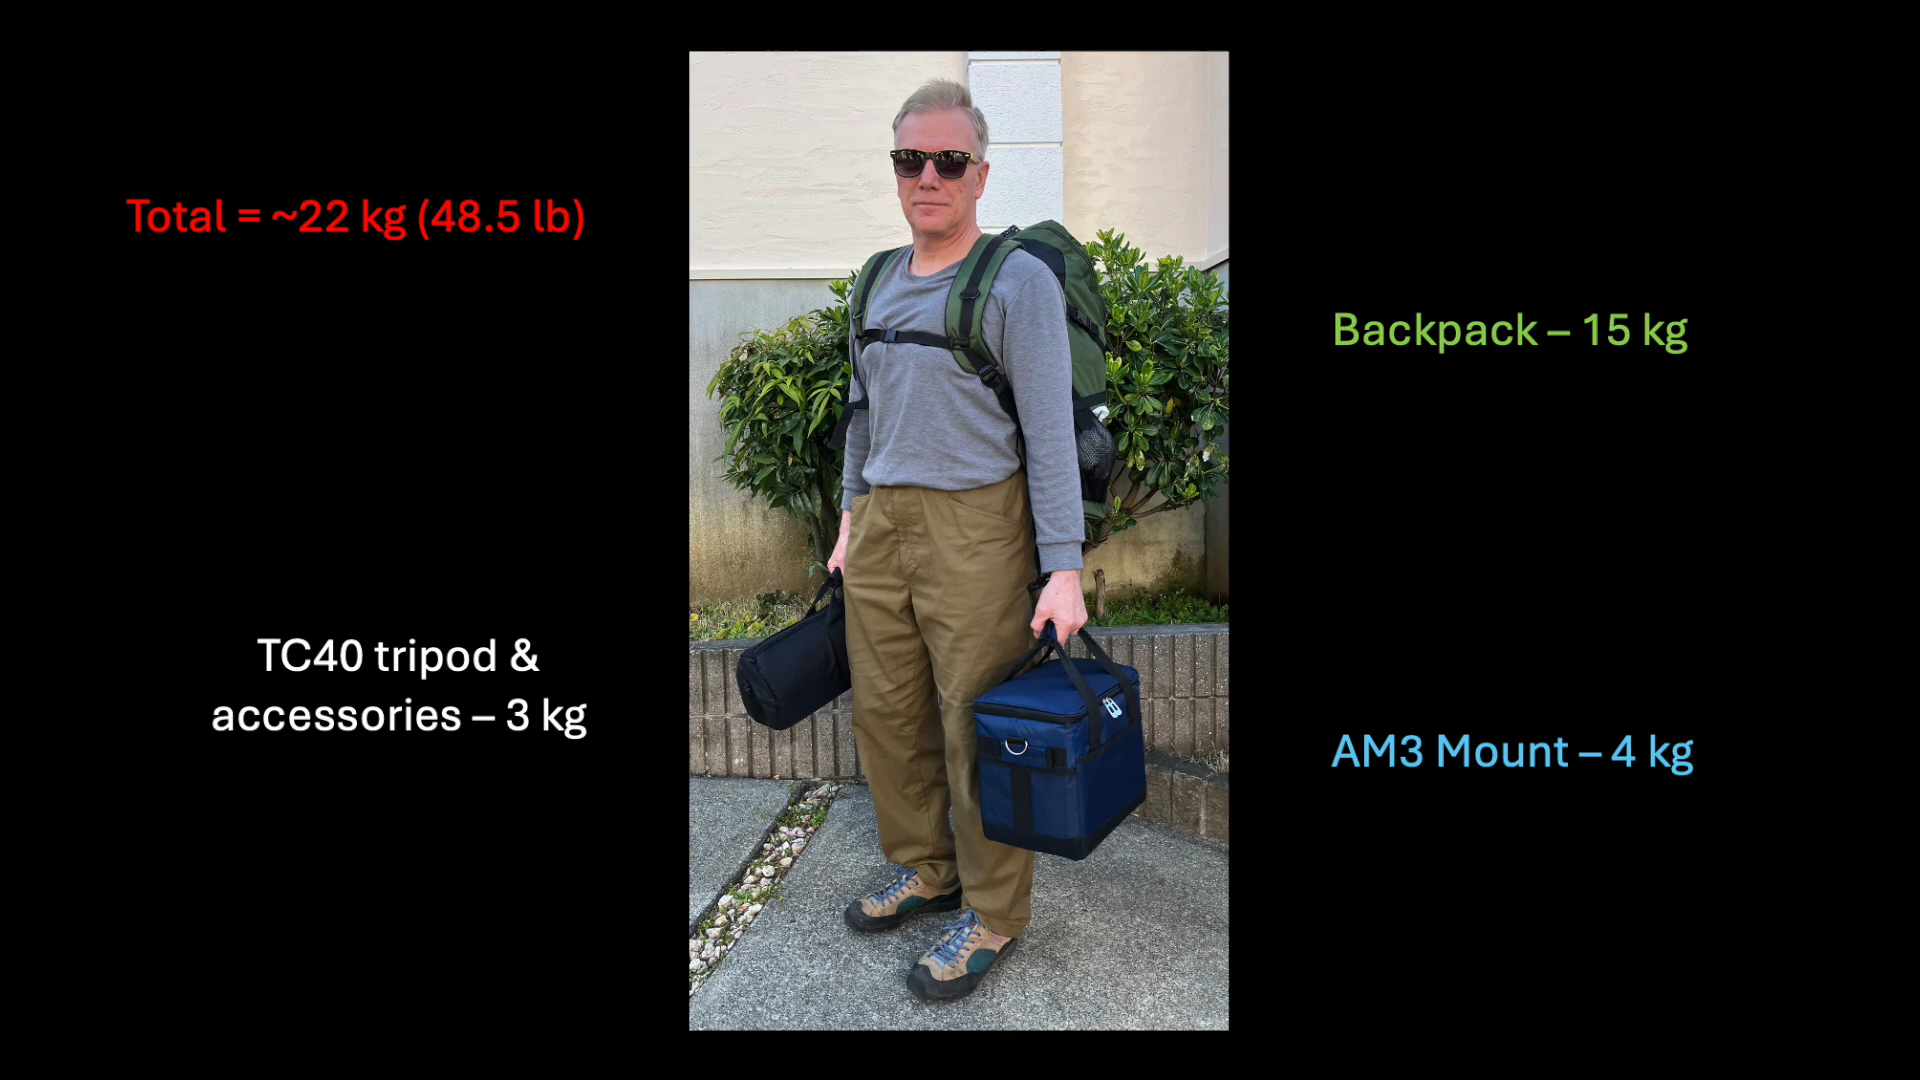 Total = ~22 kg (48.5 lb)
Backpack – 15 kg
TC40 tripod &
accessories – 3 kg
AM3 Mount – 4 kg